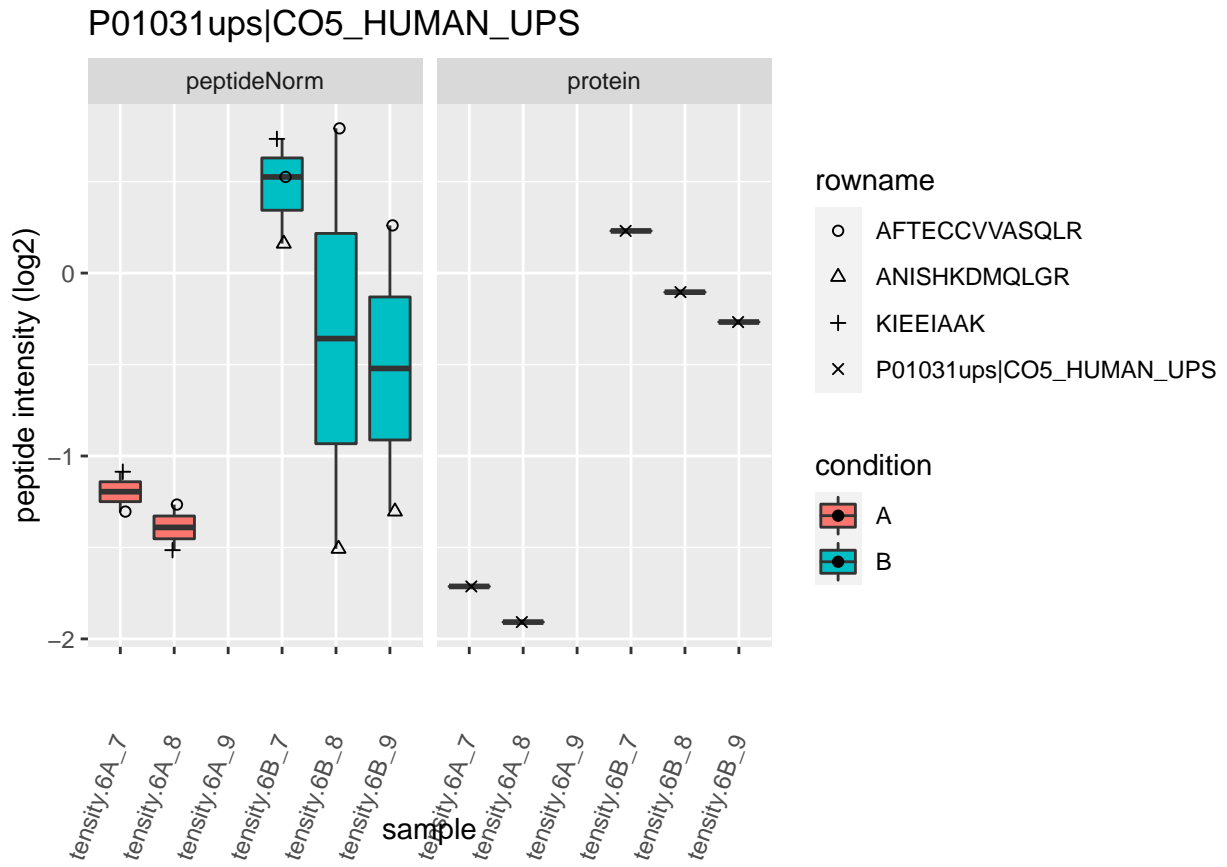 P01031ups|CO5_HUMAN_UPS
peptideNorm
protein
peptide intensity (log2)
0
−1
−2
tensity.6A_7
tensity.6A_8
tensity.6A_9
tensity.6B_7
tensity.6B_8
tensity.6B_9
tensity.6A_7
tensity.6A_8
tensity.6A_9
tensity.6B_7
tensity.6B_8
tensity.6B_9
sample
rowname
AFTECCVVASQLR
ANISHKDMQLGR
KIEEIAAK
P01031ups|CO5_HUMAN_UPS
condition
A
B